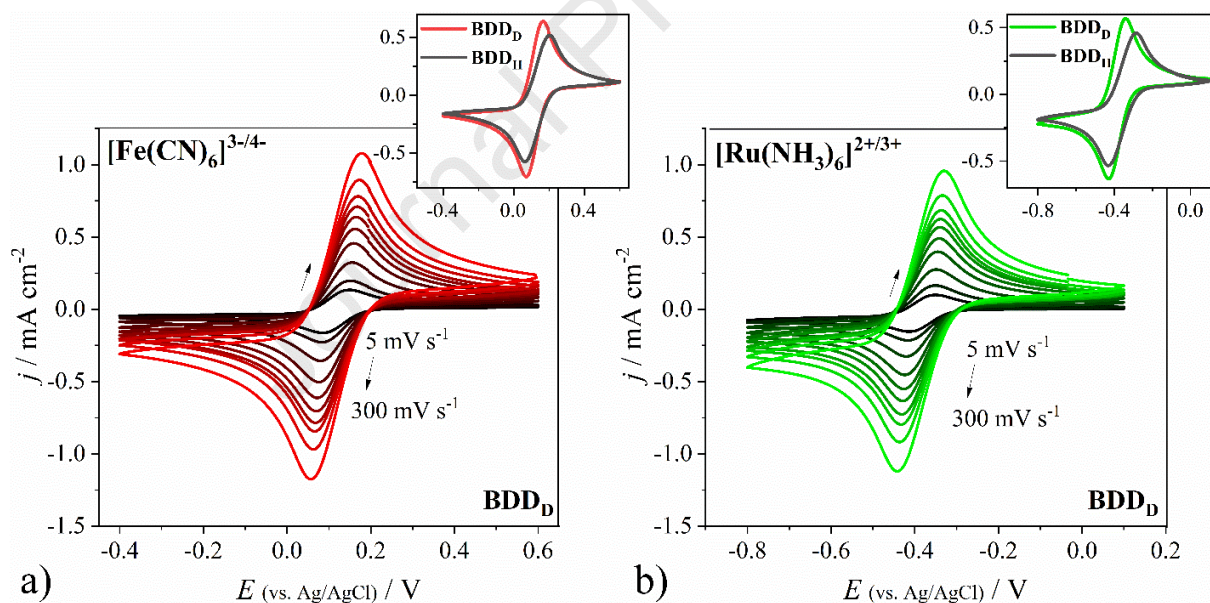 BDD_D
BDD_H
0.5
0.0
-0.5
-0.4 0.0 0.4
[Fe(CN)₆]³⁻/⁴⁻
1.0
0.5
0.0
-0.5
-1.0
-1.5
j / mA cm⁻²
5 mV s⁻¹
300 mV s⁻¹
BDD_D
-0.4 -0.2 0.0 0.2 0.4 0.6
E (vs. Ag/AgCl) / V
a)
BDD_D
BDD_H
0.5
0.0
-0.5
-0.8 -0.4 0.0
[Ru(NH₃)₆]²⁺/³⁺
1.0
0.5
0.0
-0.5
-1.0
-1.5
j / mA cm⁻²
5 mV s⁻¹
300 mV s⁻¹
BDD_D
-0.8 -0.6 -0.4 -0.2 0.0 0.2
E (vs. Ag/AgCl) / V
b)